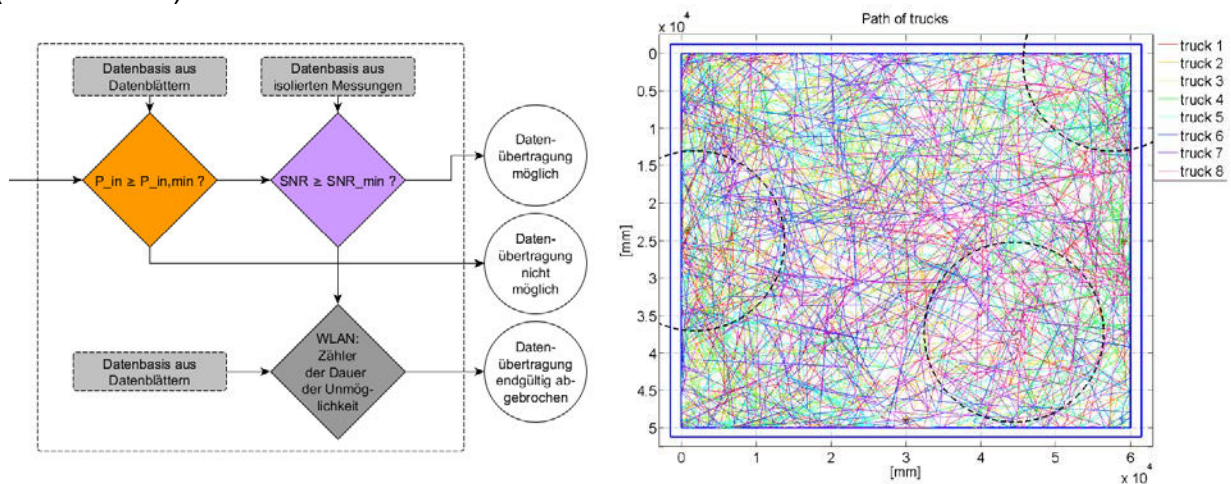 Datenbasis aus
Datenblättern
Datenbasis aus
isolierten Messungen
P_in ≥ P_in,min ?
SNR ≥ SNR_min ?
Daten-
übertragung
möglich
Daten-
übertragung
nicht
möglich
Datenbasis aus
Datenblättern
WLAN:
Zähler
der Dauer
der Unmög-
lichkeit
Daten-
übertragung
endgültig ab-
gebrochen
Path of trucks
x 10⁴
0
0.5
1
1.5
2
2.5
3
3.5
4
4.5
5
[mm]
0
1
2
3
4
5
6
[mm]
x 10⁴
truck 1
truck 2
truck 3
truck 4
truck 5
truck 6
truck 7
truck 8